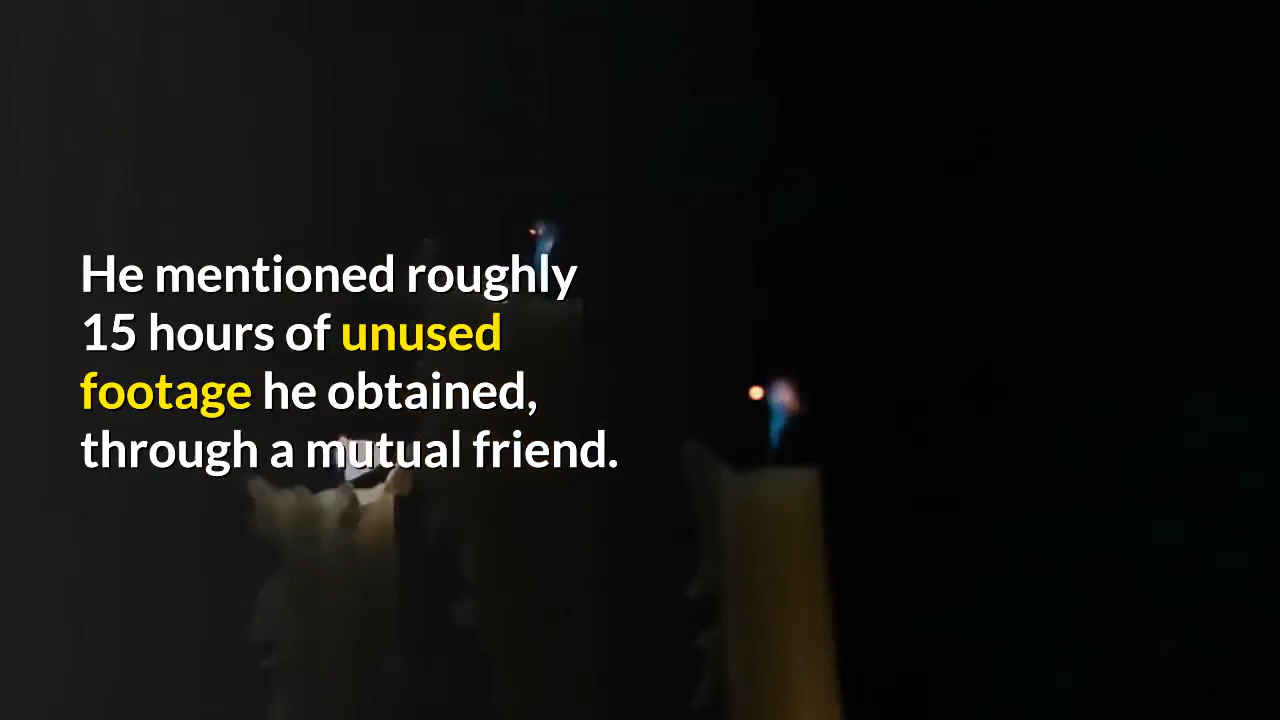 He mentioned roughly
15 hours of unused
footage he obtained,
through a mutual friend.